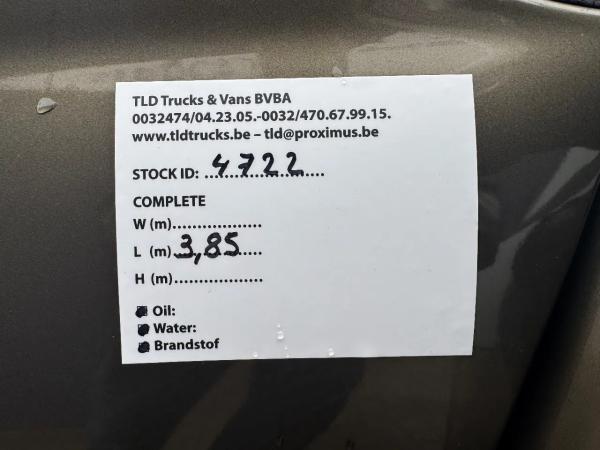 TLD Trucks & Vans BVBA
0032474/04.23.05.-0032/470.67.99.15.
www.tldtrucks.be – tld@proximus.be
STOCK ID: 4722
COMPLETE
W (m)..................
L (m) 3,85
H (m)..................
Oil:
Water:
Brandstof